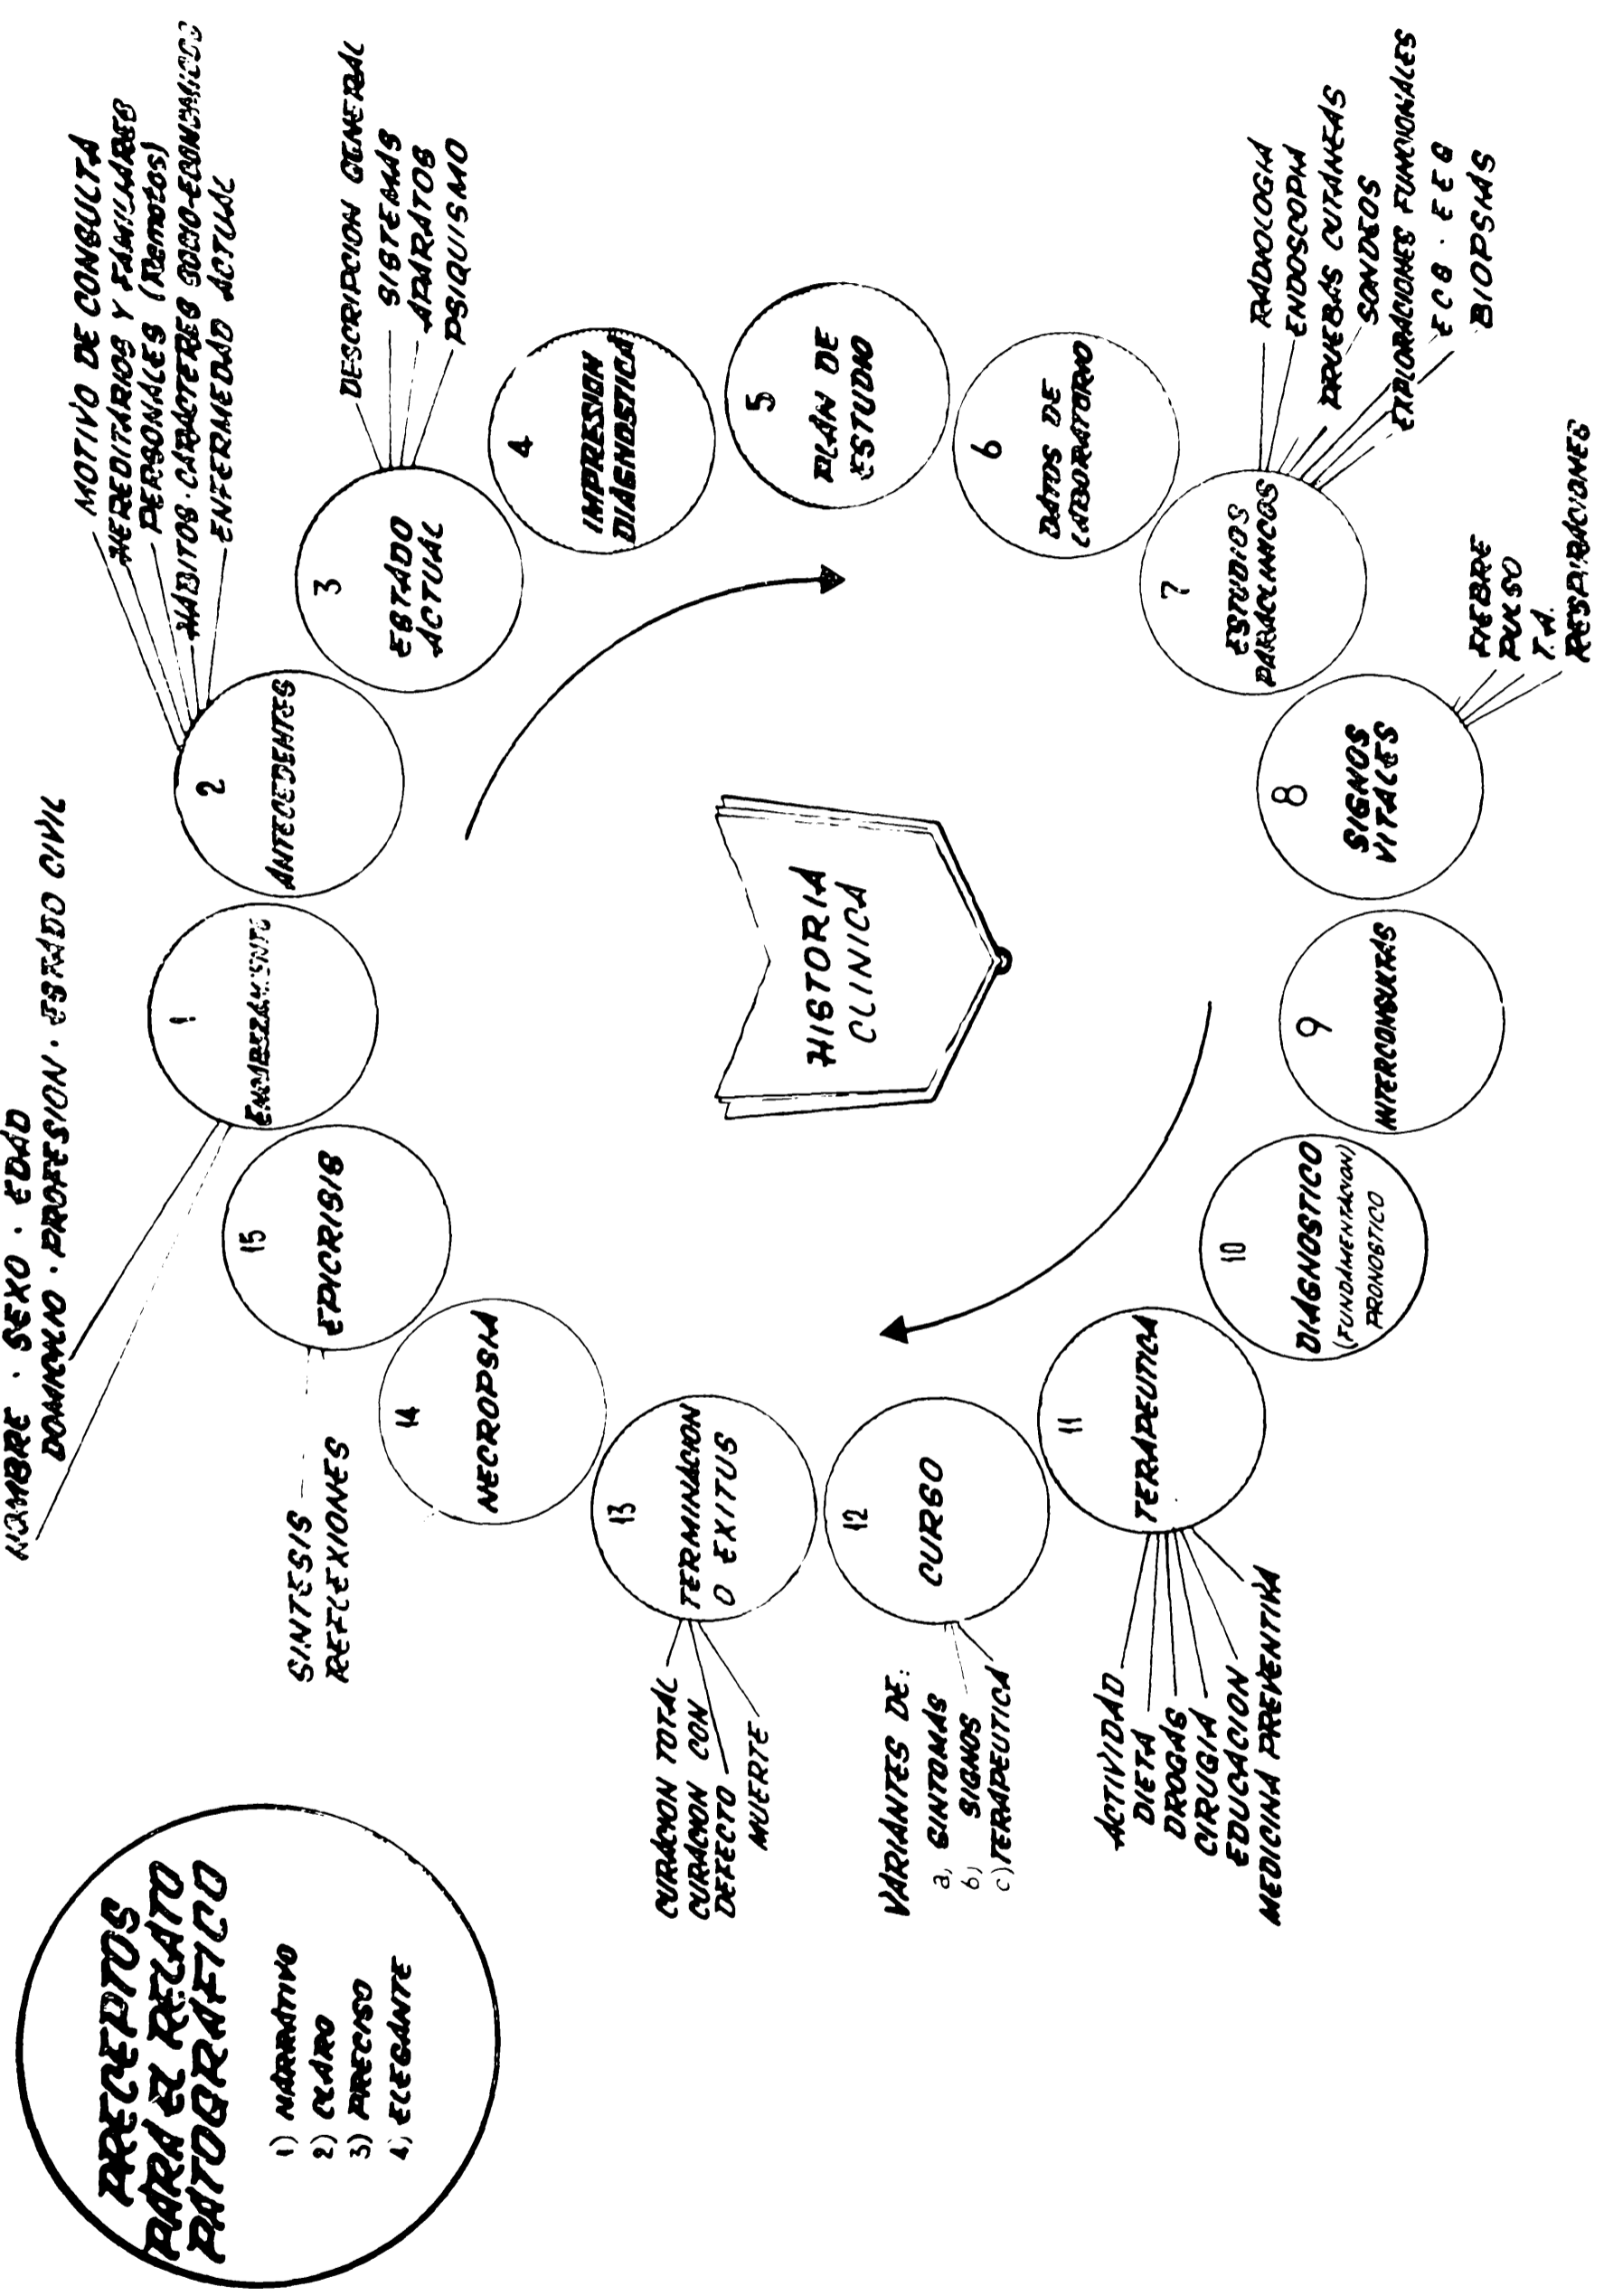 PRECEPTOS
PARA EL RELATO
PATOGRAFICO
1) NARRATIVO
2) CLARO
3) PRECISO
4) ELEGANTE
NOMBRE · SEXO · EDAD
DOMICILIO · PROFESION · ESTADO CIVIL
1
ENCABEZAMIENTO
2
ANTECEDENTES
MOTIVO DE CONSULTA
HEREDITARIOS Y FAMILIARES
PERSONALES (Remotos)
HABITOS · CARACTERES SOCIO-ECONOMICOS
ENFERMEDAD ACTUAL
3
ESTADO
ACTUAL
DESCRIPCION GENERAL
SISTEMAS
APARATOS
PSIQUISMO
4
IMPRESION
DIAGNOSTICA
5
PLAN DE
ESTUDIO
6
DATOS DE
LABORATORIO
7
ESTUDIOS
PARACLINICOS
RADIOLOGIA
ENDOSCOPIA
PRUEBAS CUTANEAS
SONDEOS
EXPLORACIONES FUNCIONALES
ECG · EEG
BIOPSIAS
8
SIGNOS
VITALES
FIEBRE
PULSO
T.A.
RESPIRACIONES
9
INTERCONSULTAS
10
DIAGNOSTICO
(FUNDAMENTACION)
PRONOSTICO
11
TERAPEUTICA
ACTIVIDAD
DIETA
DROGAS
CIRUGIA
EDUCACION
MEDICINA PREVENTIVA
12
CURSO
VARIANTES DE:
a) SINTOMAS
b) SIGNOS
c) TERAPEUTICA
13
TERMINACION
O EXITUS
CURACION TOTAL
CURACION CON
DEFECTO
MUERTE
14
NECROPSIA
15
EPICRISIS
SINTESIS
REFLEXIONES
HISTORIA
CLINICA